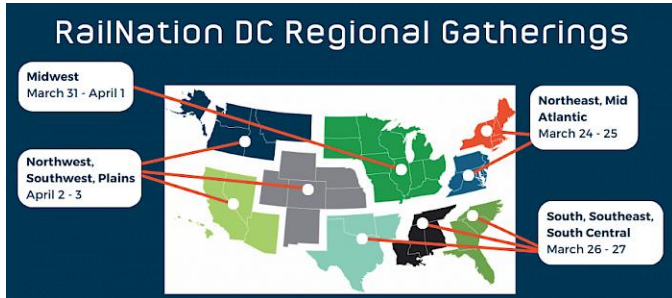 RailNation DC Regional Gatherings
Midwest
March 31 - April 1
Northwest,
Southwest, Plains
April 2 - 3
Northeast, Mid
Atlantic
March 24 - 25
South, Southeast,
South Central
March 26 - 27